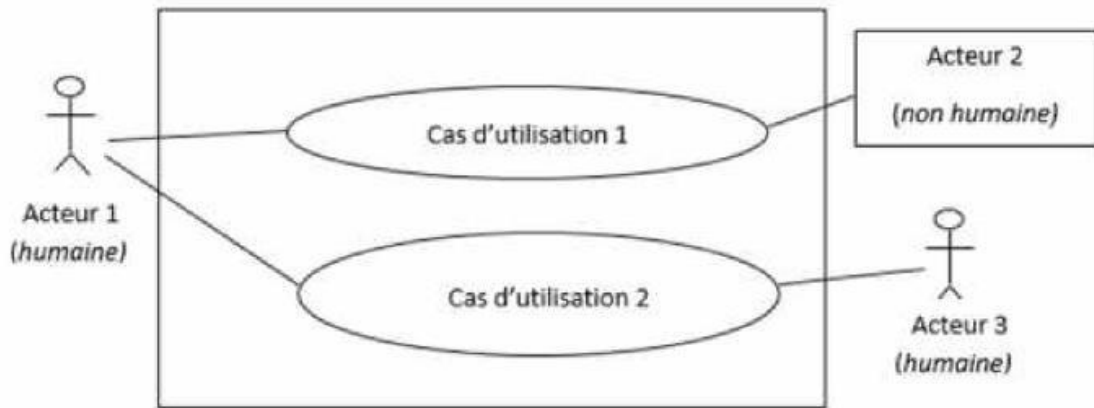 Acteur 1
(humaine)
Cas d'utilisation 1
Cas d'utilisation 2
Acteur 2
(non humaine)
Acteur 3
(humaine)